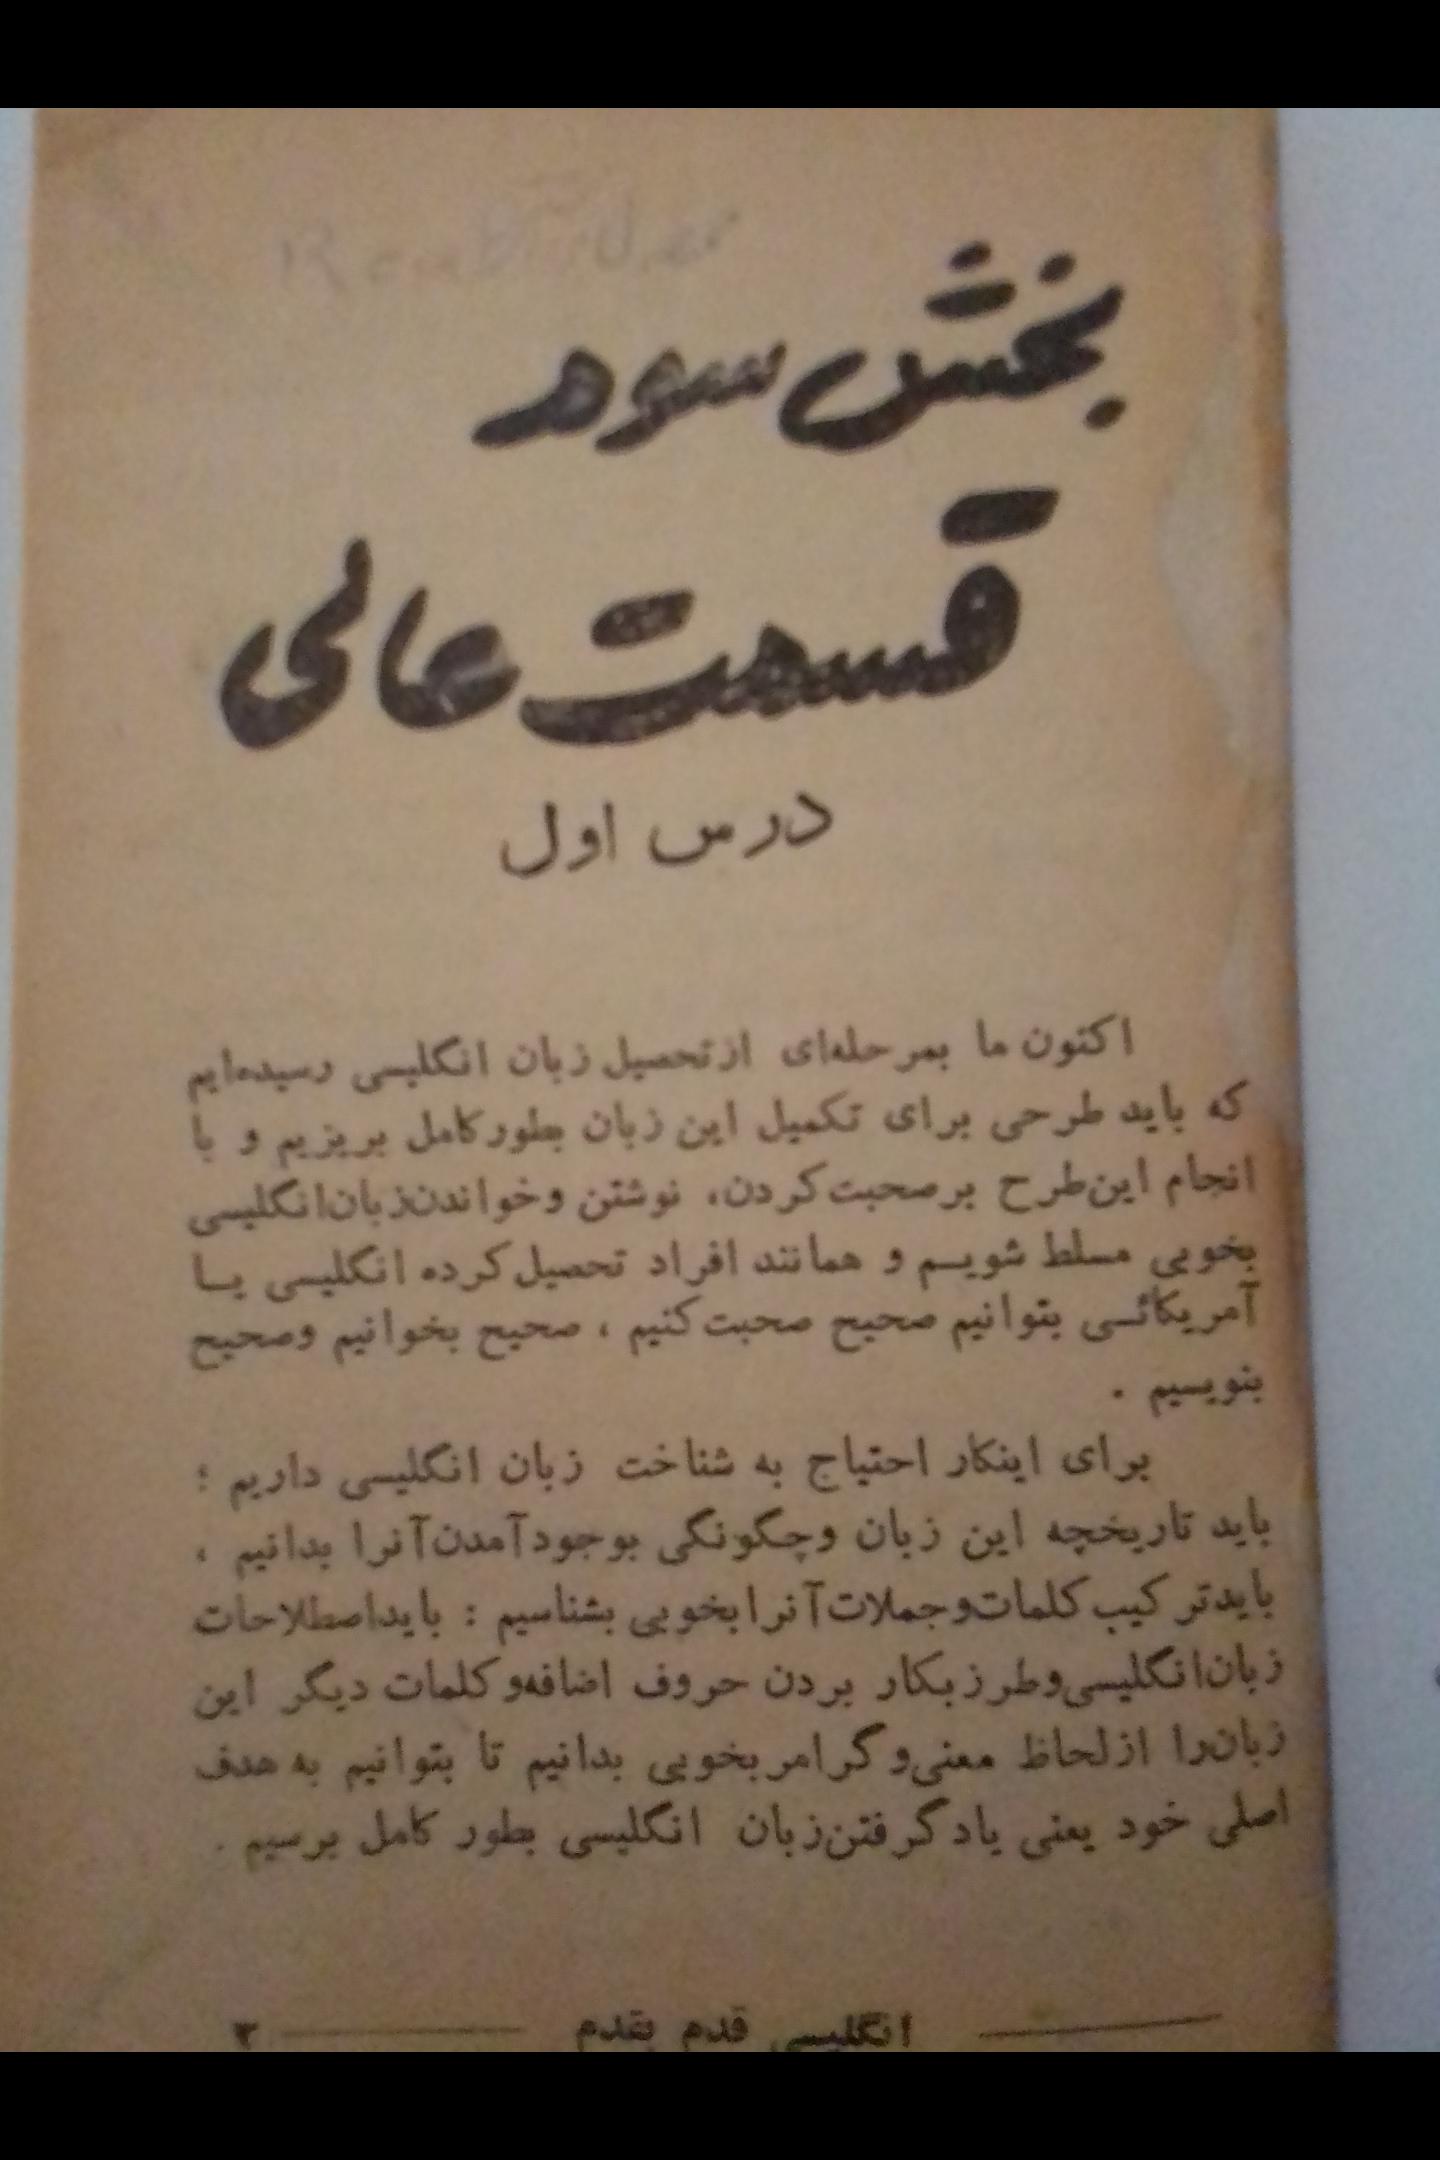 بخش سوم
قسمت عالی
درس اول
اکنون ما بمرحله‌ای از تحصیل زبان انگلیسی رسیده‌ایم
که باید طرحی برای تکمیل این زبان بطور کامل بریزیم و با
انجام این طرح بر صحبت کردن، نوشتن و خواندن زبان انگلیسی
بخوبی مسلط شویم و همانند افراد تحصیل کرده انگلیسی یا
آمریکائی بتوانیم صحیح صحبت کنیم ، صحیح بخوانیم و صحیح
بنویسیم .
برای اینکار احتیاج به شناخت زبان انگلیسی داریم ؛
باید تاریخچه این زبان و چگونگی بوجود آمدن آنرا بدانیم ،
باید ترکیب کلمات و جملات آنرا بخوبی بشناسیم : باید اصطلاحات
زبان انگلیسی و طرز بکار بردن حروف اضافه و کلمات دیگر این
زبان را از لحاظ معنی و گرامر بخوبی بدانیم تا بتوانیم به هدف
اصلی خود یعنی یاد گرفتن زبان انگلیسی بطور کامل برسیم .
انگلیسی قدم بقدم ۳